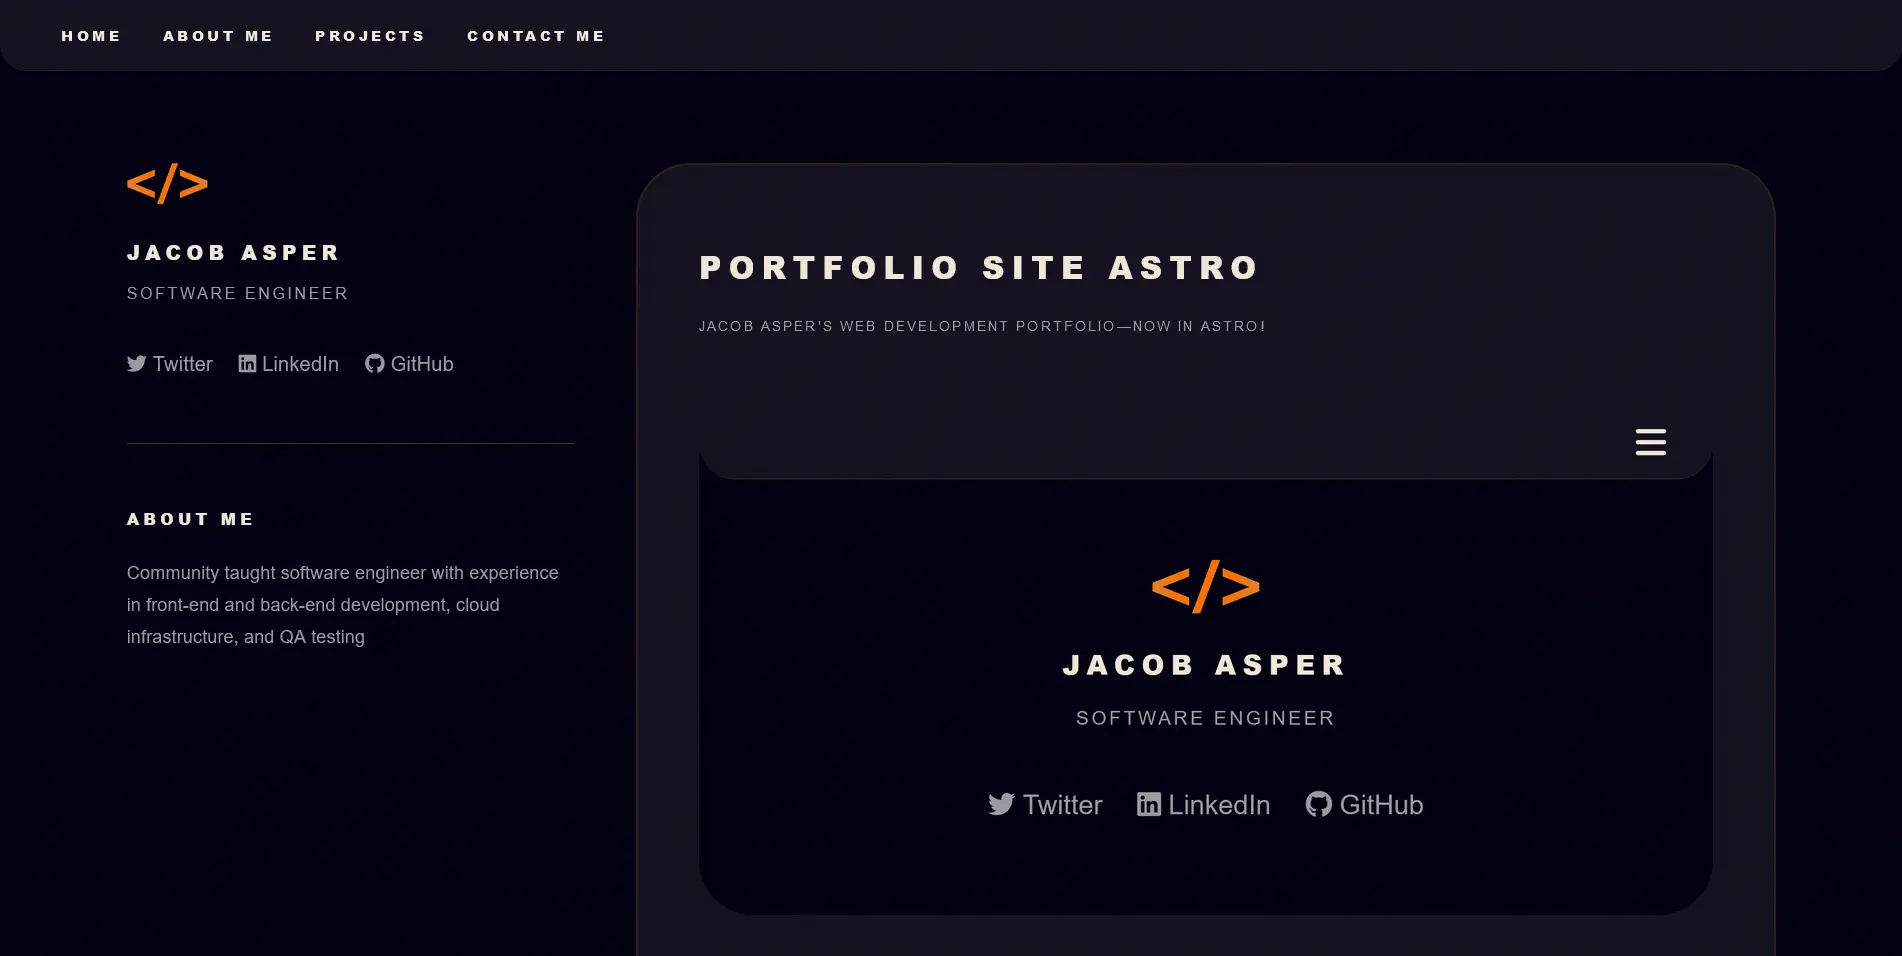 HOME ABOUT ME PROJECTS CONTACT ME
</>
JACOB ASPER
SOFTWARE ENGINEER
Twitter LinkedIn GitHub
ABOUT ME
Community taught software engineer with experience
in front-end and back-end development, cloud
infrastructure, and QA testing
PORTFOLIO SITE ASTRO
JACOB ASPER'S WEB DEVELOPMENT PORTFOLIO—NOW IN ASTRO!
</>
JACOB ASPER
SOFTWARE ENGINEER
Twitter LinkedIn GitHub